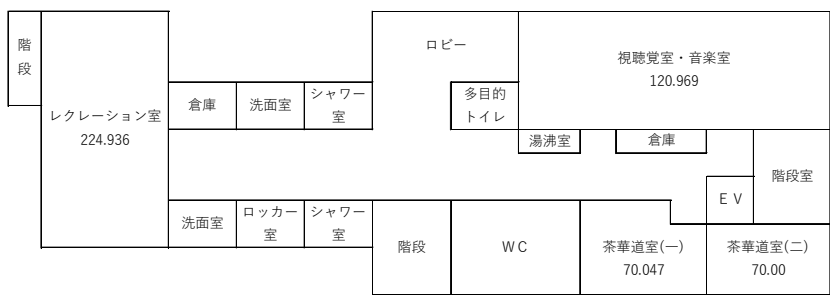 階
段
レクレーション室
224.936
倉庫
洗面室
シャワー
室
ロビー
多目的
トイレ
視聴覚室・音楽室
120.969
湯沸室
倉庫
階段室
ＥＶ
洗面室
ロッカー
室
シャワー
室
階段
ＷＣ
茶華道室(一)
70.047
茶華道室(二)
70.00